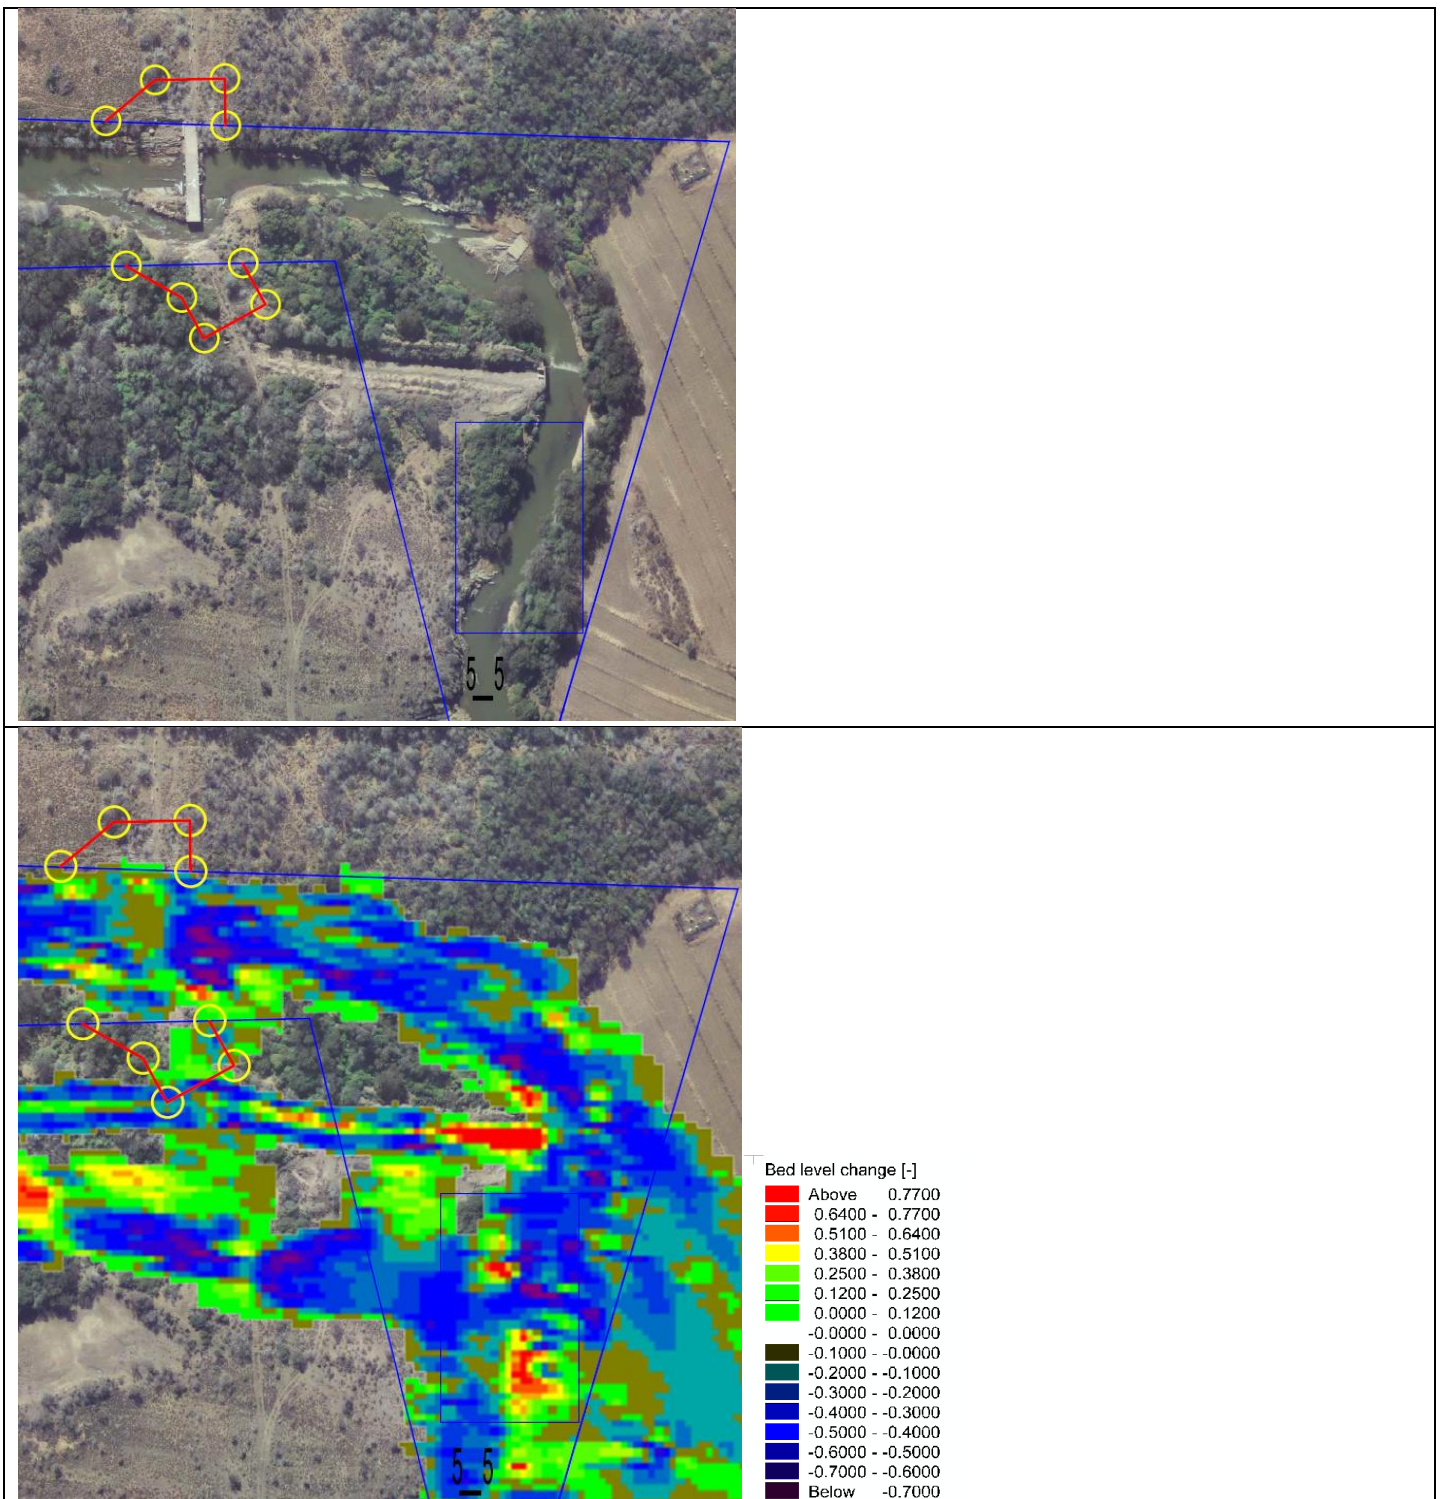 5_5
Bed level change [-]
Above 0.7700
0.6400 - 0.7700
0.5100 - 0.6400
0.3800 - 0.5100
0.2500 - 0.3800
0.1200 - 0.2500
0.0000 - 0.1200
-0.0000 - 0.0000
-0.1000 - -0.0000
-0.2000 - -0.1000
-0.3000 - -0.2000
-0.4000 - -0.3000
-0.5000 - -0.4000
-0.6000 - -0.5000
-0.7000 - -0.6000
Below -0.7000
5_5